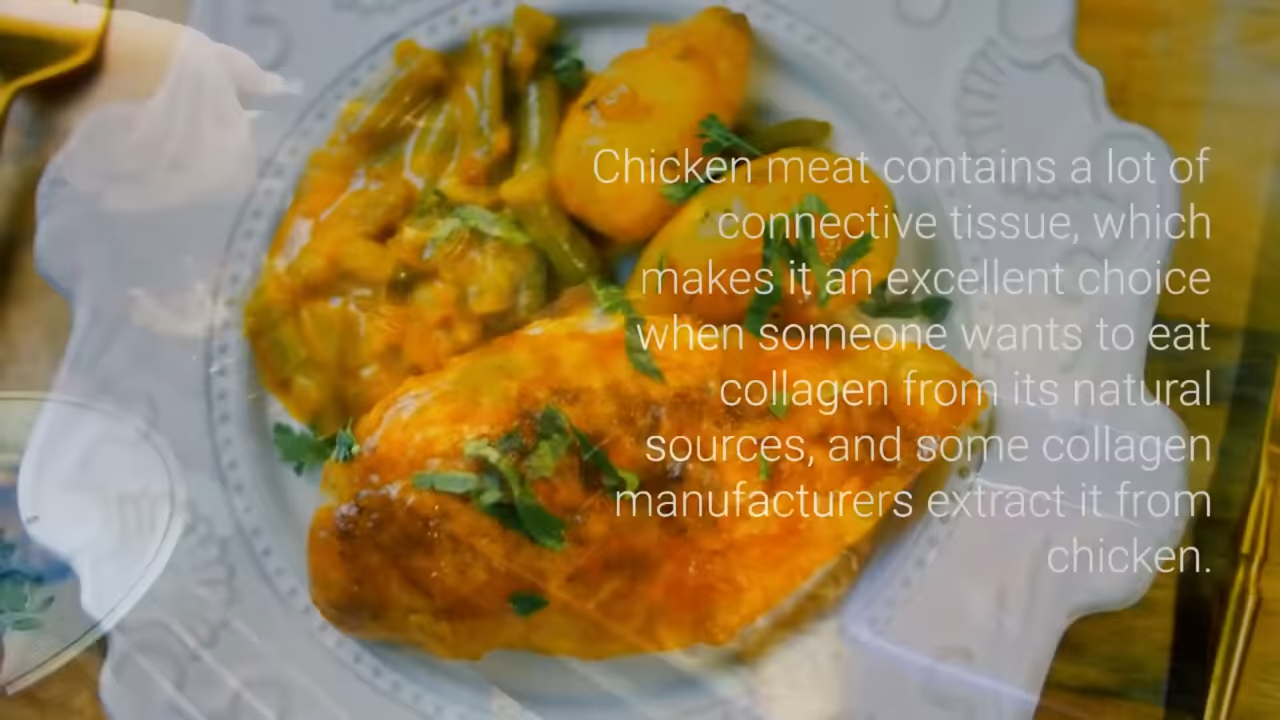 Chicken meat contains a lot of
connective tissue, which
makes it an excellent choice
when someone wants to eat
collagen from its natural
sources, and some collagen
manufacturers extract it from
chicken.